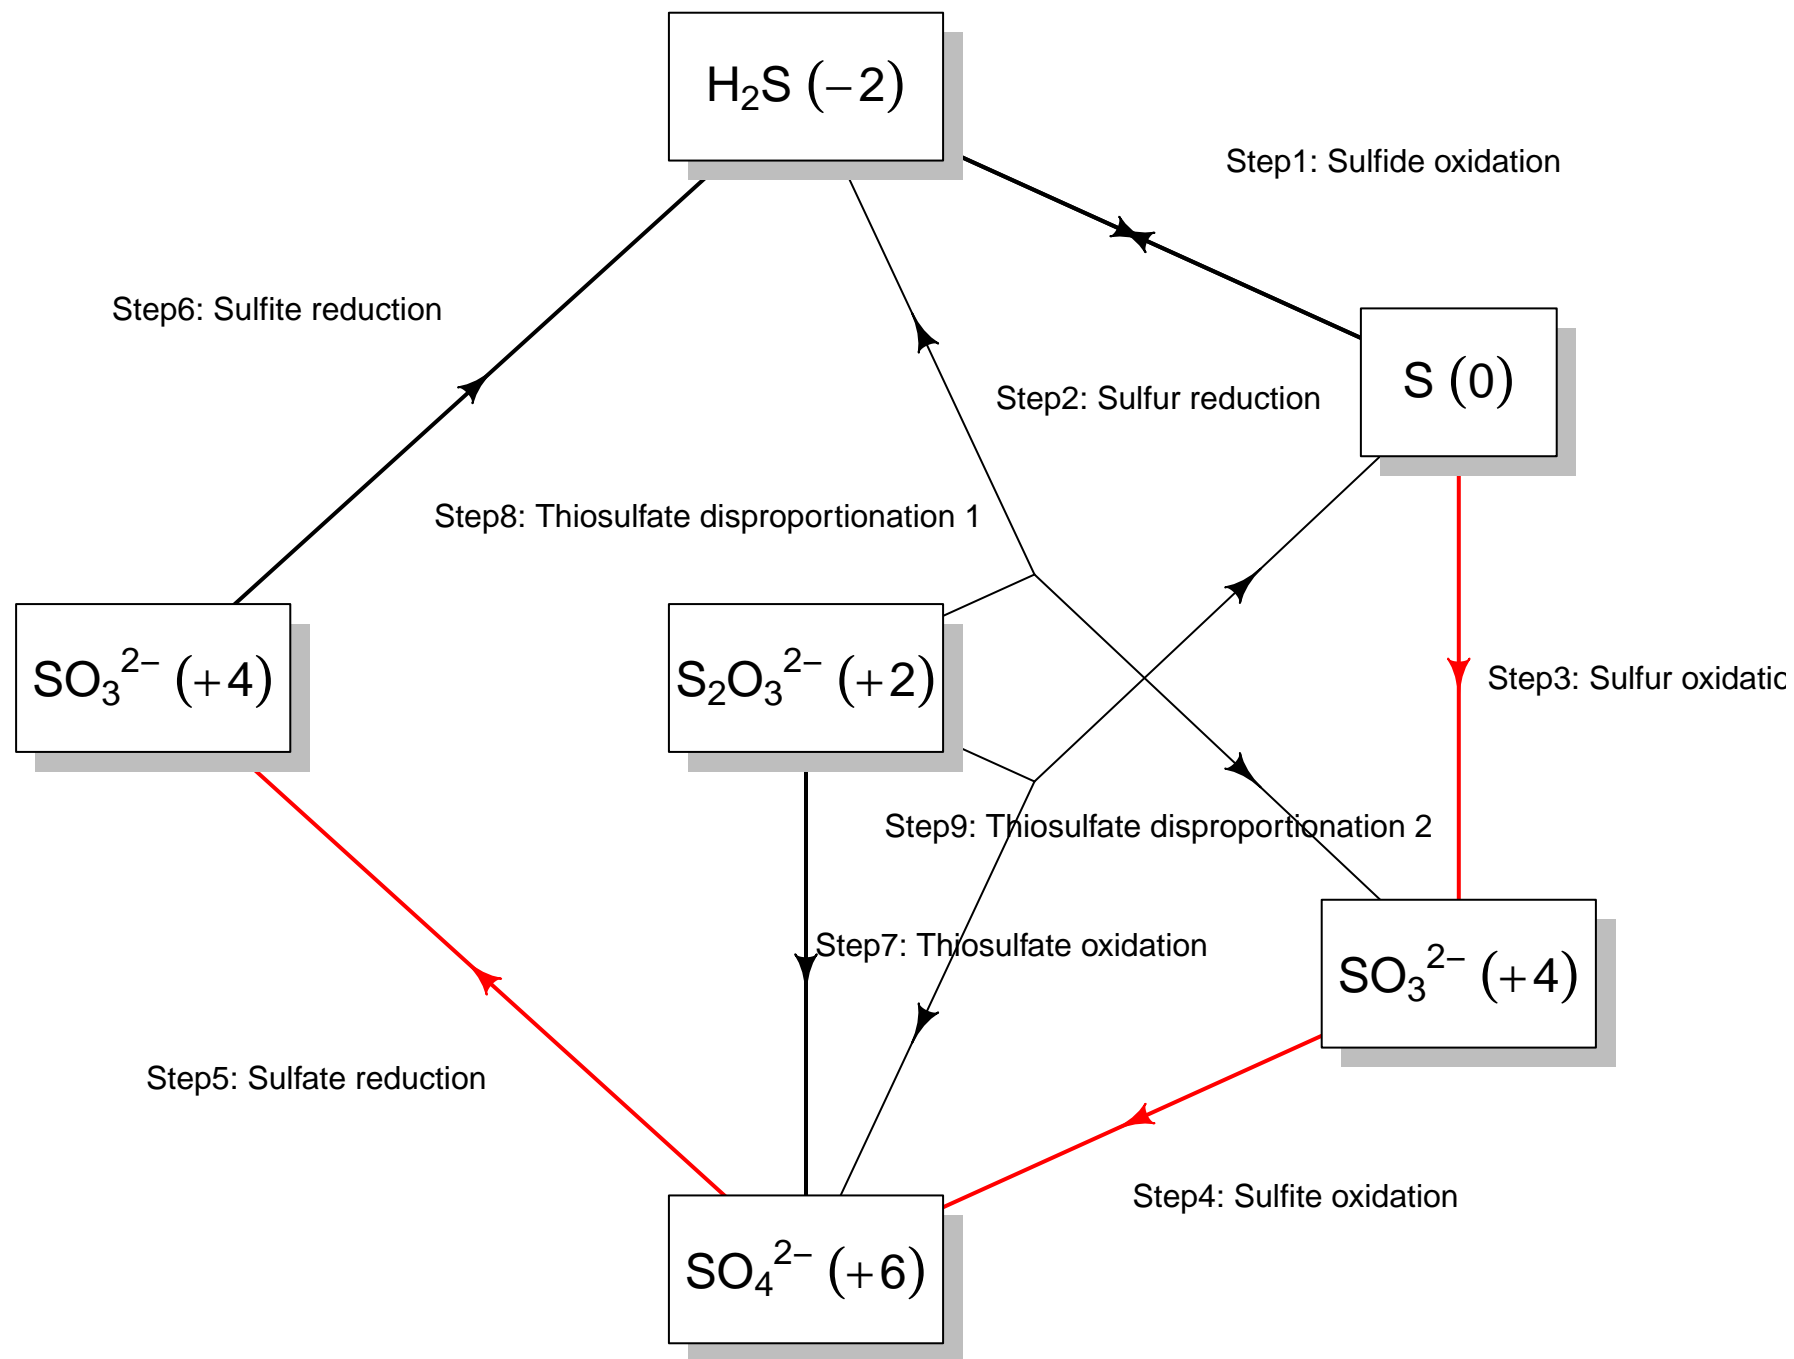 H₂S (−2)
Step1: Sulfide oxidation
Step6: Sulfite reduction
S (0)
Step2: Sulfur reduction
Step8: Thiosulfate disproportionation 1
SO₃²⁻ (+4)
S₂O₃²⁻ (+2)
Step3: Sulfur oxidatio
Step9: Thiosulfate disproportionation 2
Step7: Thiosulfate oxidation
SO₃²⁻ (+4)
Step5: Sulfate reduction
Step4: Sulfite oxidation
SO₄²⁻ (+6)